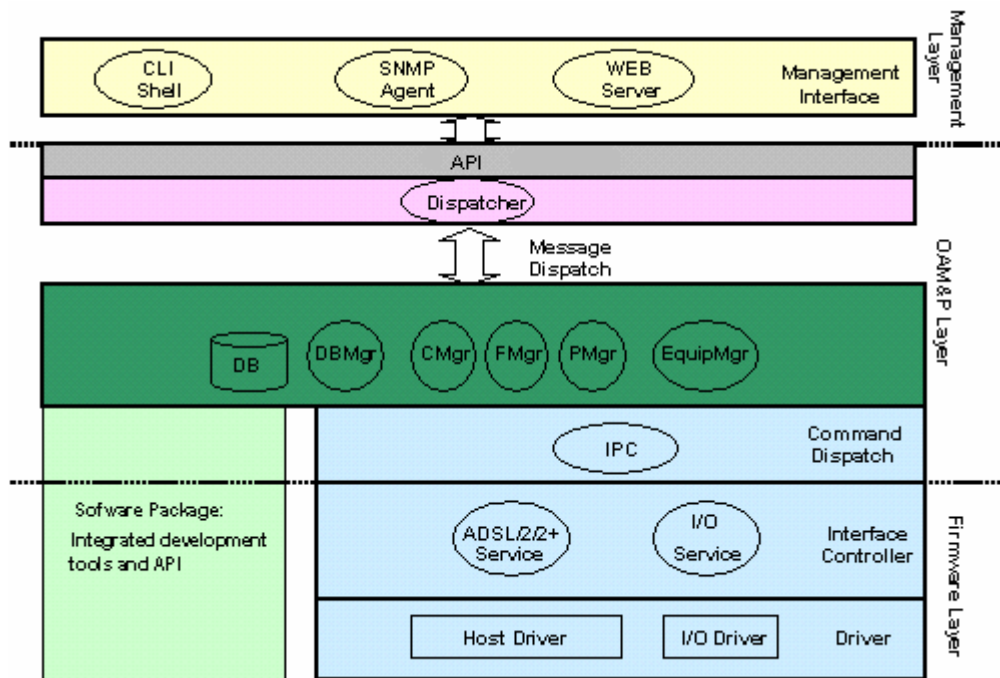 CLI
Shell
SNMP
Agent
WEB
Server
Management
Interface
Management
Layer
API
Dispatcher
Message
Dispatch
OAM&P Layer
DB
DBMgr
CMgr
FMgr
PMgr
EquipMgr
IPC
Command
Dispatch
Sofware Package:
Integrated development
tools and API
ADSL/2/2+
Service
I/O
Service
Interface
Controller
Firmware Layer
Host Driver
I/O Driver
Driver